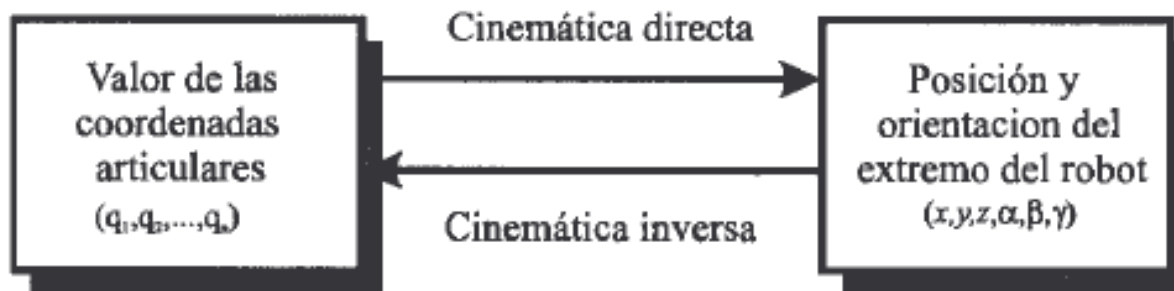 Cinemática directa
Valor de las
coordenadas
articulares
(q₁,q₂,...,qₙ)
Posición y
orientacion del
extremo del robot
(x,y,z,α,β,γ)
Cinemática inversa